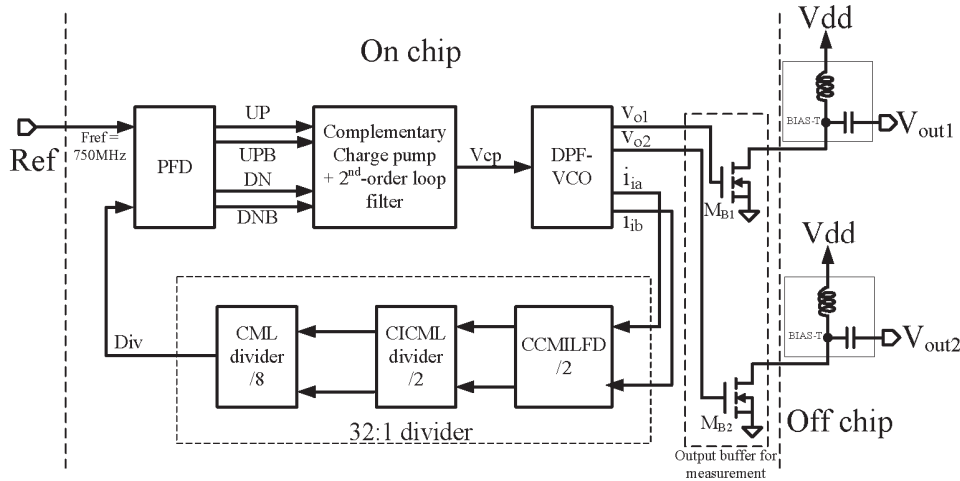 On chip
Vdd
BIAS-T
Vout1
Ref
Fref =
750MHz
PFD
UP
UPB
DN
DNB
Complementary
Charge pump
+ 2nd-order loop
filter
Vcp
DPF-
VCO
Vo1
Vo2
iia
iib
MB1
Vdd
BIAS-T
Vout2
Div
CML
divider
/8
CICML
divider
/2
CCMILFD
/2
32:1 divider
MB2
Off chip
Output buffer for
measurement